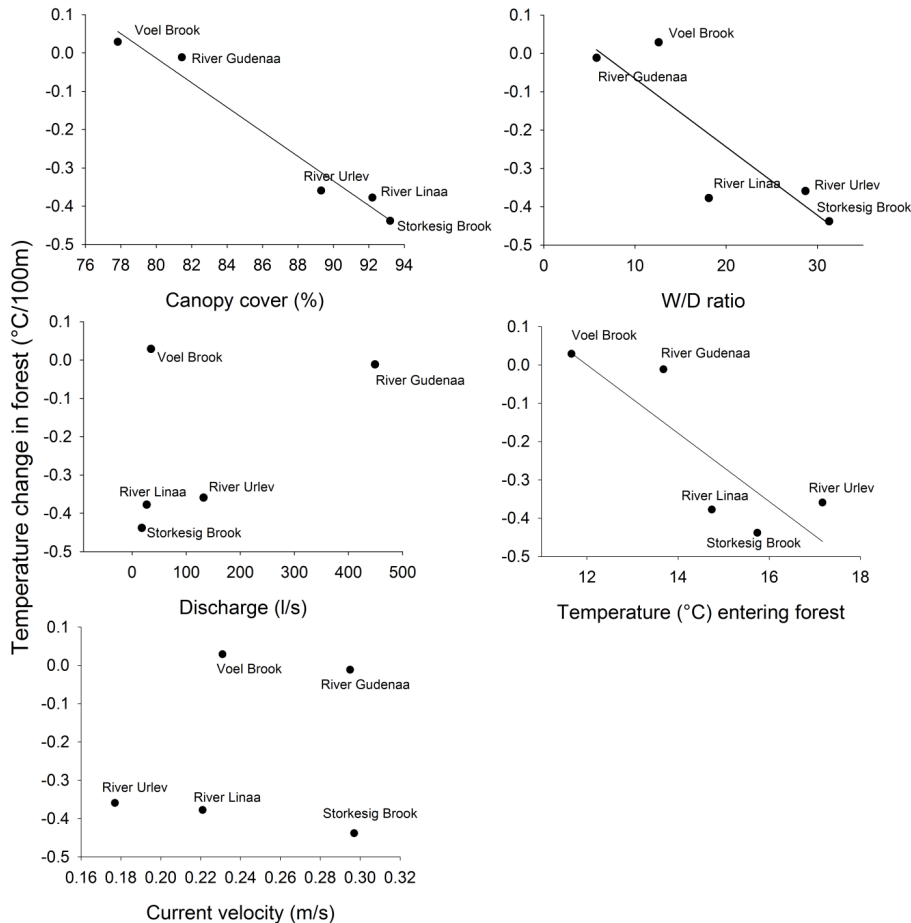 Temperature change in forest (°C/100m)
0.1
0.0
-0.1
-0.2
-0.3
-0.4
-0.5
Voel Brook
River Gudenaa
River Urlev
River Linaa
Storkesig Brook
76 78 80 82 84 86 88 90 92 94
Canopy cover (%)
0.1
0.0
-0.1
-0.2
-0.3
-0.4
-0.5
Voel Brook
River Gudenaa
River Linaa
River Urlev
Storkesig Brook
0 10 20 30
W/D ratio
0.1
0.0
-0.1
-0.2
-0.3
-0.4
-0.5
Voel Brook
River Gudenaa
River Linaa
River Urlev
Storkesig Brook
0 100 200 300 400 500
Discharge (l/s)
0.1
0.0
-0.1
-0.2
-0.3
-0.4
-0.5
Voel Brook
River Gudenaa
River Linaa
River Urlev
Storkesig Brook
12 14 16 18
Temperature (°C) entering forest
0.1
0.0
-0.1
-0.2
-0.3
-0.4
-0.5
Voel Brook
River Gudenaa
River Urlev
River Linaa
Storkesig Brook
0.16 0.18 0.20 0.22 0.24 0.26 0.28 0.30 0.32
Current velocity (m/s)